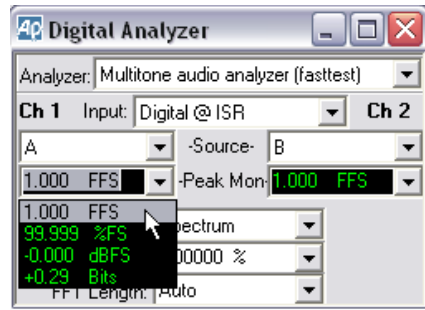 Ap Digital Analyzer
Analyzer: Multitone audio analyzer (fasttest)
Ch 1 Input: Digital @ ISR Ch 2
A -Source- B
1.000 FFS -Peak Mon- 1.000 FFS
1.000 FFS
99.999 %FS
-0.000 dBFS
+0.29 Bits
FFT Length: Auto